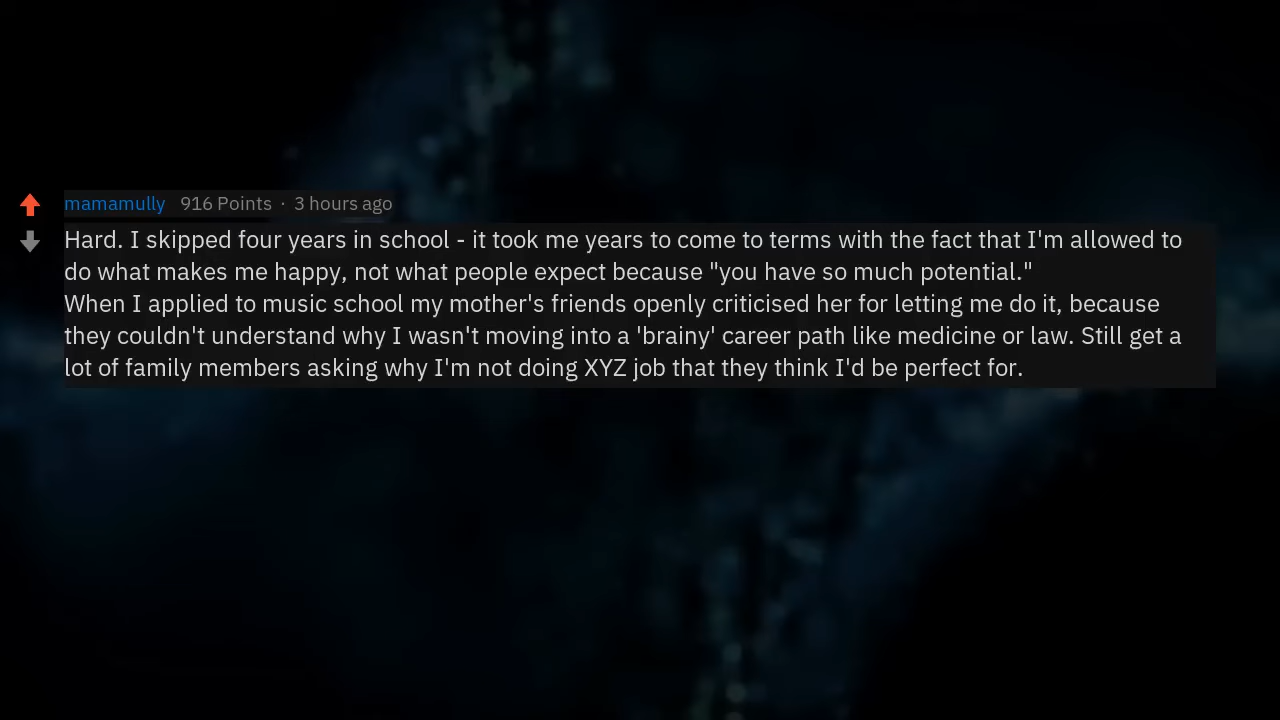 mamamully 916 Points · 3 hours ago
Hard. I skipped four years in school - it took me years to come to terms with the fact that I'm allowed to
do what makes me happy, not what people expect because "you have so much potential."
When I applied to music school my mother's friends openly criticised her for letting me do it, because
they couldn't understand why I wasn't moving into a 'brainy' career path like medicine or law. Still get a
lot of family members asking why I'm not doing XYZ job that they think I'd be perfect for.